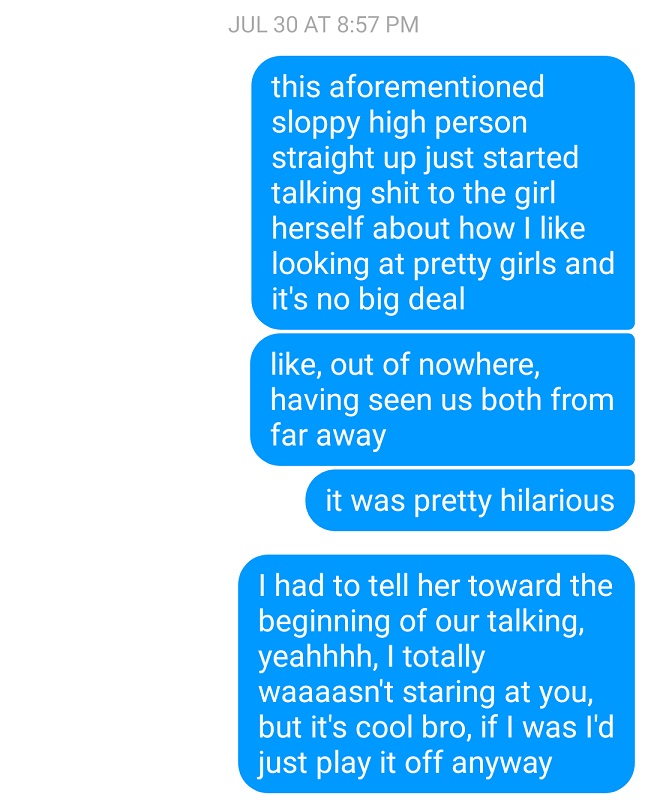 JUL 30 AT 8:57 PM
this aforementioned
sloppy high person
straight up just started
talking shit to the girl
herself about how I like
looking at pretty girls and
it's no big deal
like, out of nowhere,
having seen us both from
far away
it was pretty hilarious
I had to tell her toward the
beginning of our talking,
yeahhhh, I totally
waaaasn't staring at you,
but it's cool bro, if I was I'd
just play it off anyway